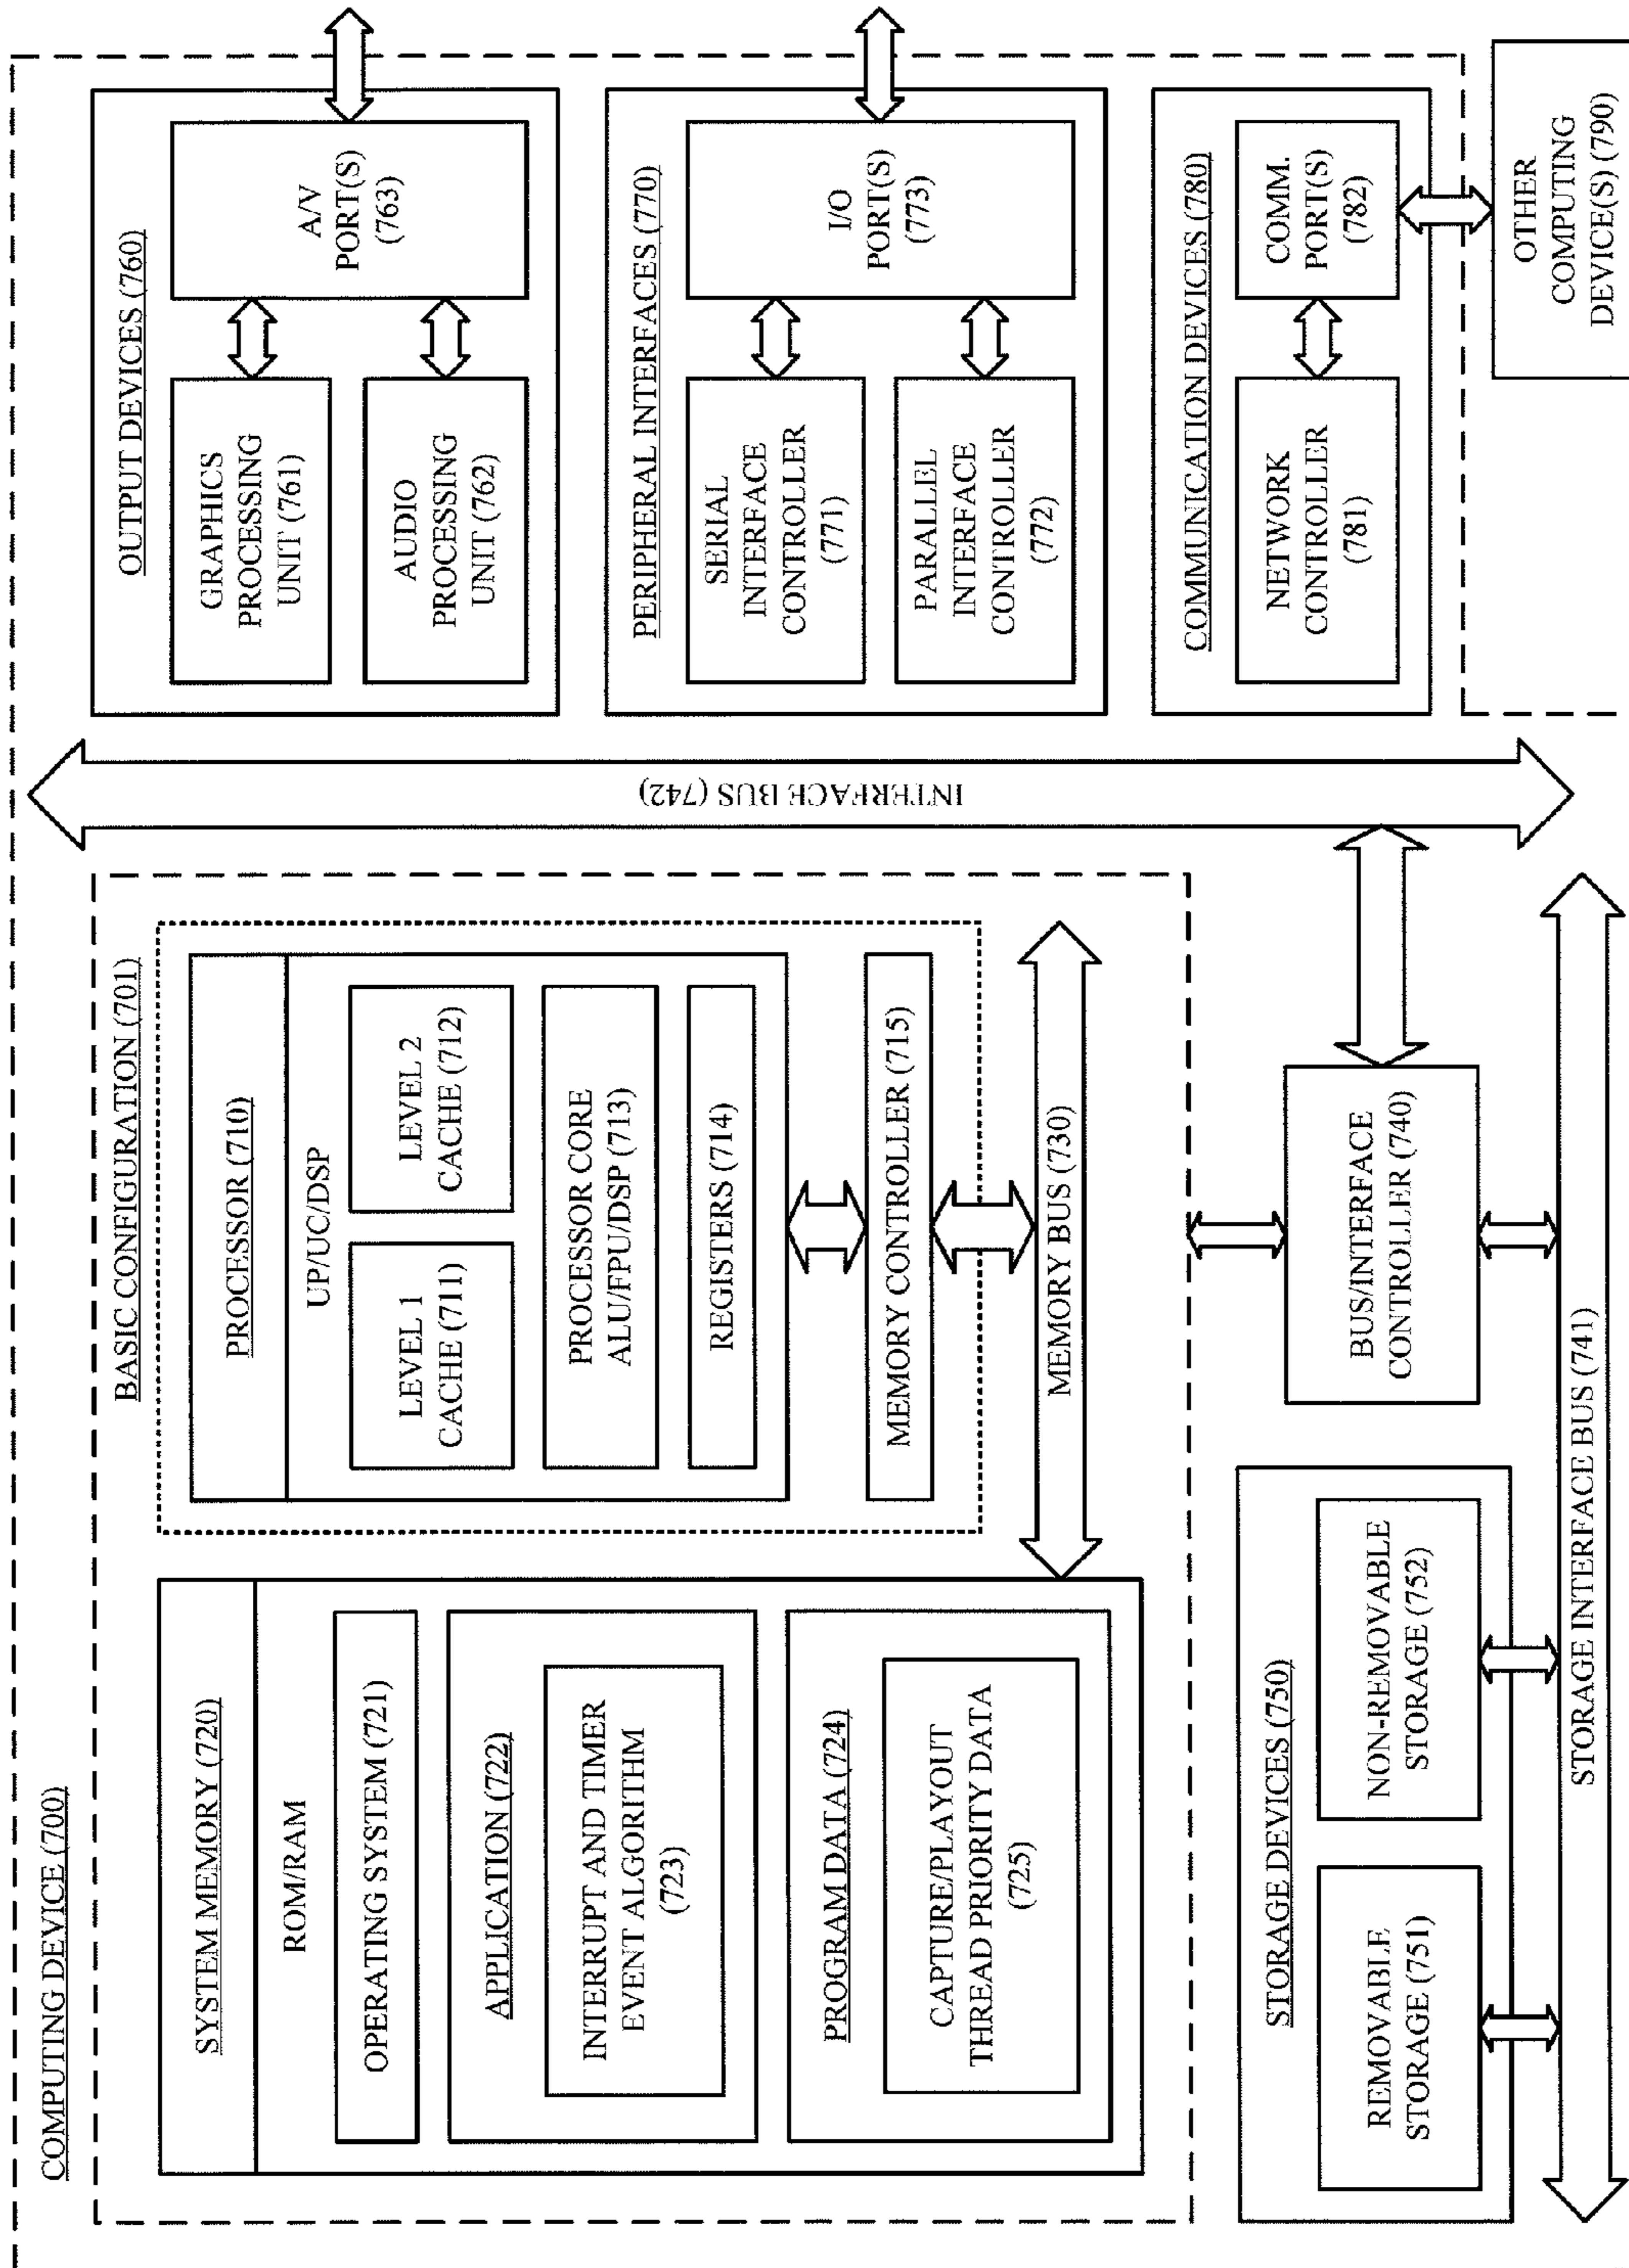 COMPUTING DEVICE (700)
BASIC CONFIGURATION (701)
SYSTEM MEMORY (720)
ROM/RAM
OPERATING SYSTEM (721)
APPLICATION (722)
INTERRUPT AND TIMER
EVENT ALGORITHM
(723)
PROGRAM DATA (724)
CAPTURE/PLAYOUT
THREAD PRIORITY DATA
(725)
PROCESSOR (710)
UP/UC/DSP
LEVEL 1
CACHE (711)
LEVEL 2
CACHE (712)
PROCESSOR CORE
ALU/FPU/DSP (713)
REGISTERS (714)
MEMORY CONTROLLER (715)
MEMORY BUS (730)
BUS/INTERFACE
CONTROLLER (740)
STORAGE DEVICES (750)
REMOVABLE
STORAGE (751)
NON-REMOVABLE
STORAGE (752)
STORAGE INTERFACE BUS (741)
INTERFACE BUS (742)
OUTPUT DEVICES (760)
GRAPHICS
PROCESSING
UNIT (761)
AUDIO
PROCESSING
UNIT (762)
A/V
PORT(S)
(763)
PERIPHERAL INTERFACES (770)
SERIAL
INTERFACE
CONTROLLER
(771)
PARALLEL
INTERFACE
CONTROLLER
(772)
I/O
PORT(S)
(773)
COMMUNICATION DEVICES (780)
NETWORK
CONTROLLER
(781)
COMM.
PORT(S)
(782)
OTHER
COMPUTING
DEVICE(S) (790)